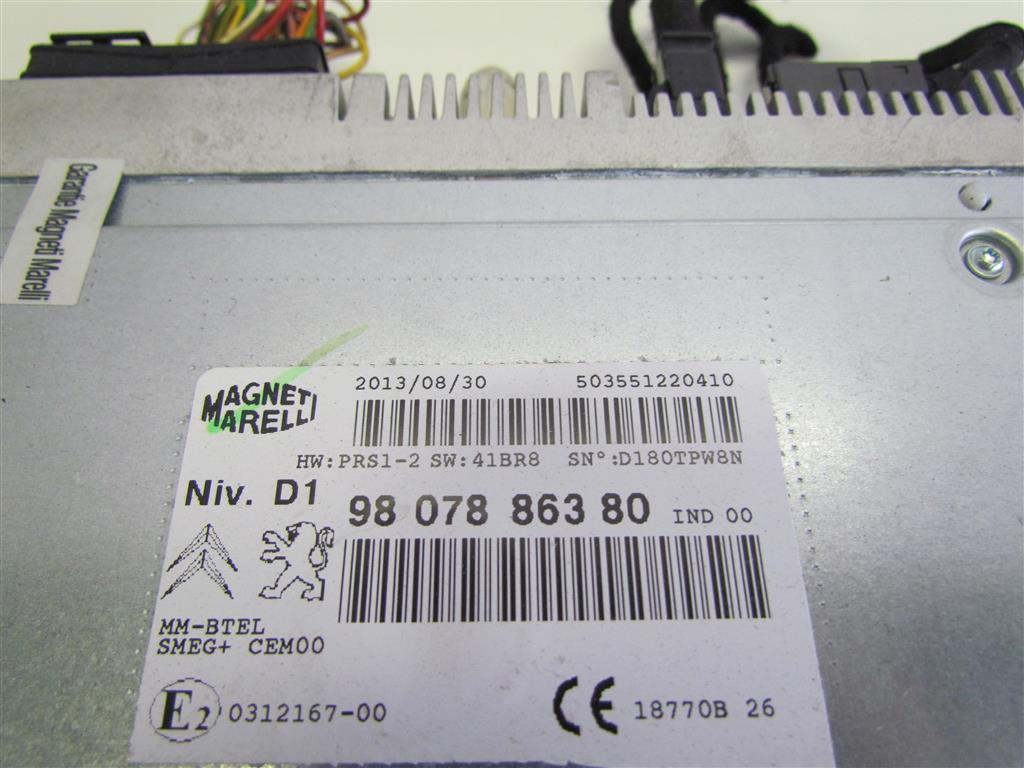 Garantie Magneti Marelli
MAGNETI MARELLI
2013/08/30 503551220410
HW:PRS1-2 SW:41BR8 SN°:D180TPW8N
Niv. D1 98 078 863 80 IND 00
MM-BTEL
SMEG+ CEM00
E2 0312167-00 CE 18770B 26